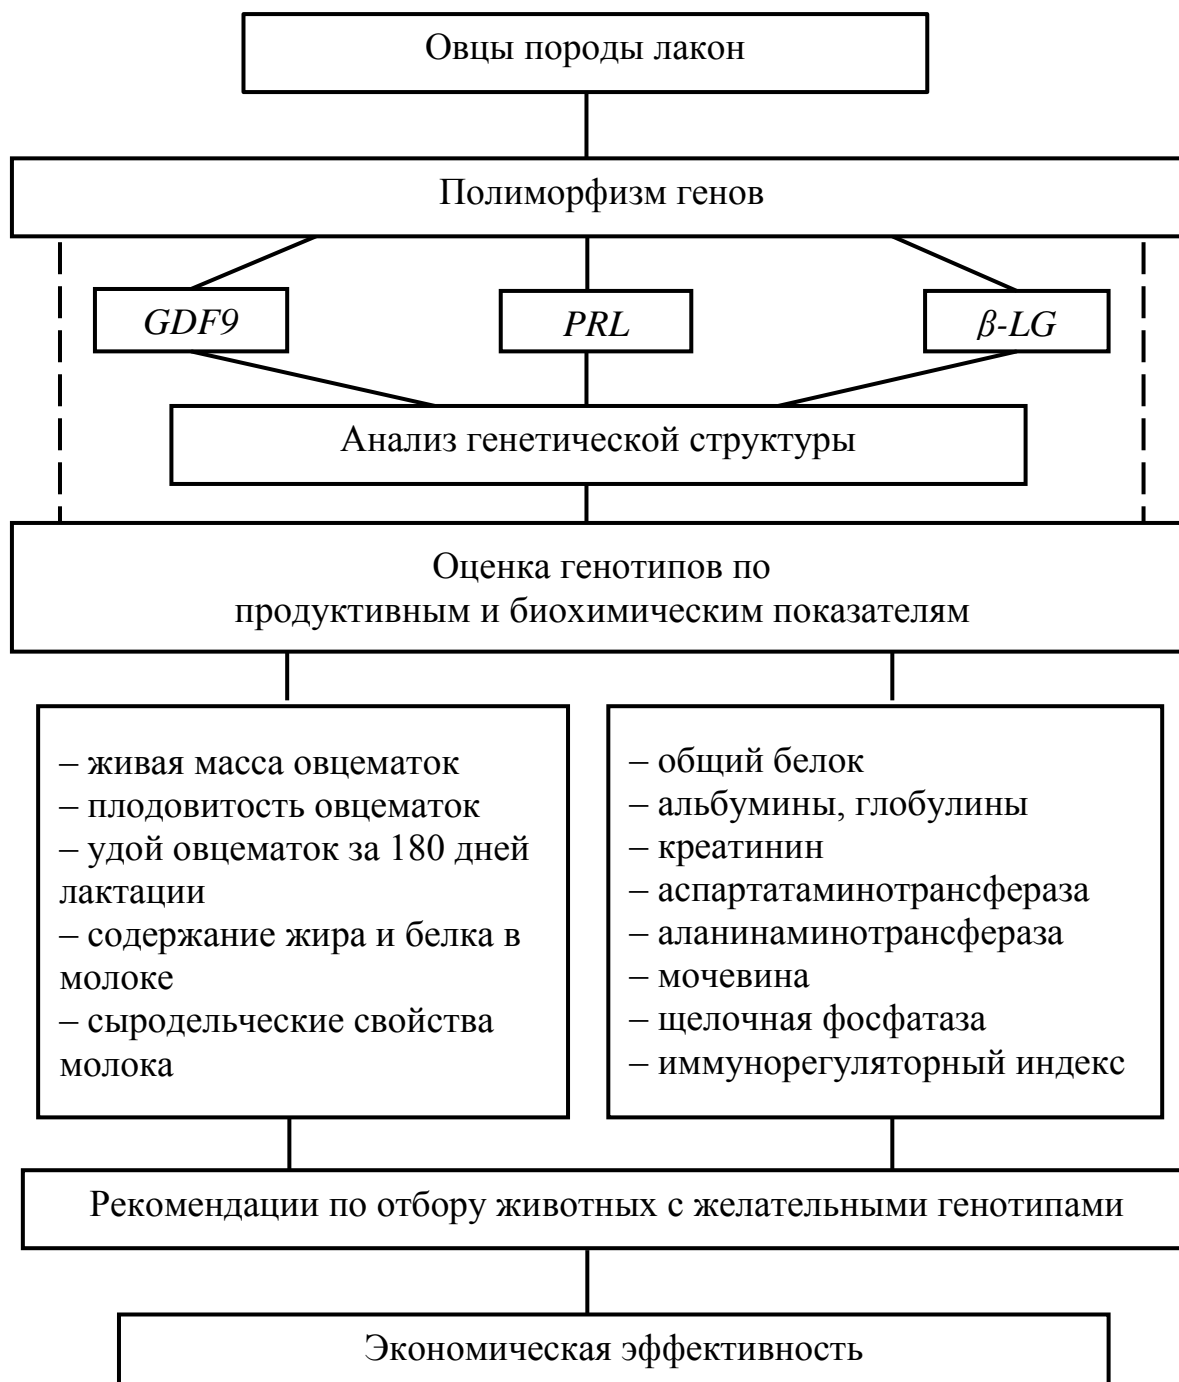 Овцы породы лакон
Полиморфизм генов
GDF9
PRL
β-LG
Анализ генетической структуры
Оценка генотипов по
продуктивным и биохимическим показателям
– живая масса овцематок
– плодовитость овцематок
– удой овцематок за 180 дней
лактации
– содержание жира и белка в
молоке
– сыродельческие свойства
молока
– общий белок
– альбумины, глобулины
– креатинин
– аспартатаминотрансфераза
– аланинаминотрансфераза
– мочевина
– щелочная фосфатаза
– иммунорегуляторный индекс
Рекомендации по отбору животных с желательными генотипами
Экономическая эффективность